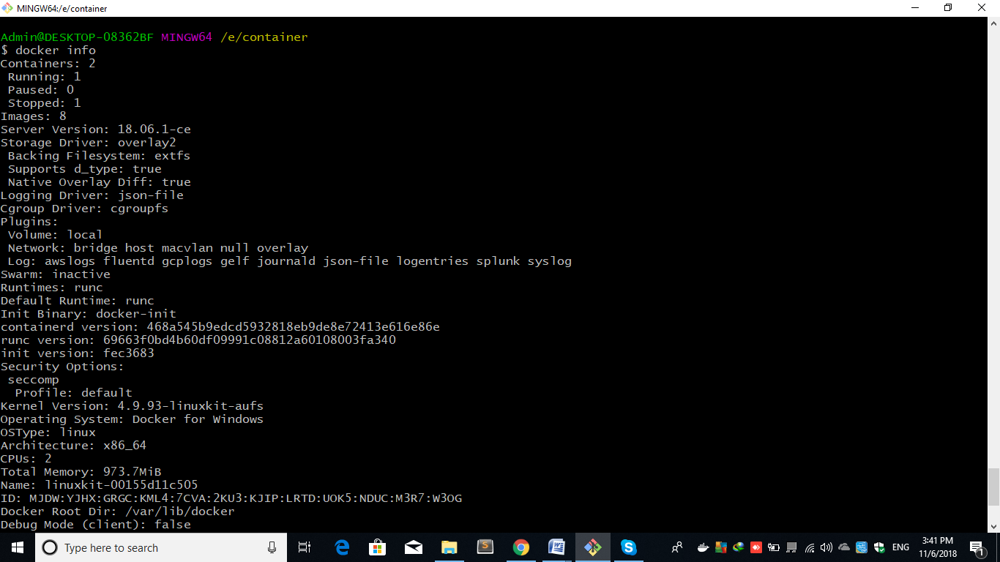 MINGW64:/e/container
Admin@DESKTOP-08362BF MINGW64 /e/container
$ docker info
Containers: 2
 Running: 1
 Paused: 0
 Stopped: 1
Images: 8
Server Version: 18.06.1-ce
Storage Driver: overlay2
 Backing Filesystem: extfs
 Supports d_type: true
 Native Overlay Diff: true
Logging Driver: json-file
Cgroup Driver: cgroupfs
Plugins:
 Volume: local
 Network: bridge host macvlan null overlay
 Log: awslogs fluentd gcplogs gelf journald json-file logentries splunk syslog
Swarm: inactive
Runtimes: runc
Default Runtime: runc
Init Binary: docker-init
containerd version: 468a545b9edcd5932818eb9de8e72413e616e86e
runc version: 69663f0bd4b60df09991c08812a60108003fa340
init version: fec3683
Security Options:
 seccomp
  Profile: default
Kernel Version: 4.9.93-linuxkit-aufs
Operating System: Docker for Windows
OSType: linux
Architecture: x86_64
CPUs: 2
Total Memory: 973.7MiB
Name: linuxkit-00155d11c505
ID: MJDW:YJHX:GRGC:KML4:7CVA:2KU3:KJIP:LRTD:UOK5:NDUC:M3R7:W3OG
Docker Root Dir: /var/lib/docker
Debug Mode (client): false
Type here to search
ENG
3:41 PM
11/6/2018
1